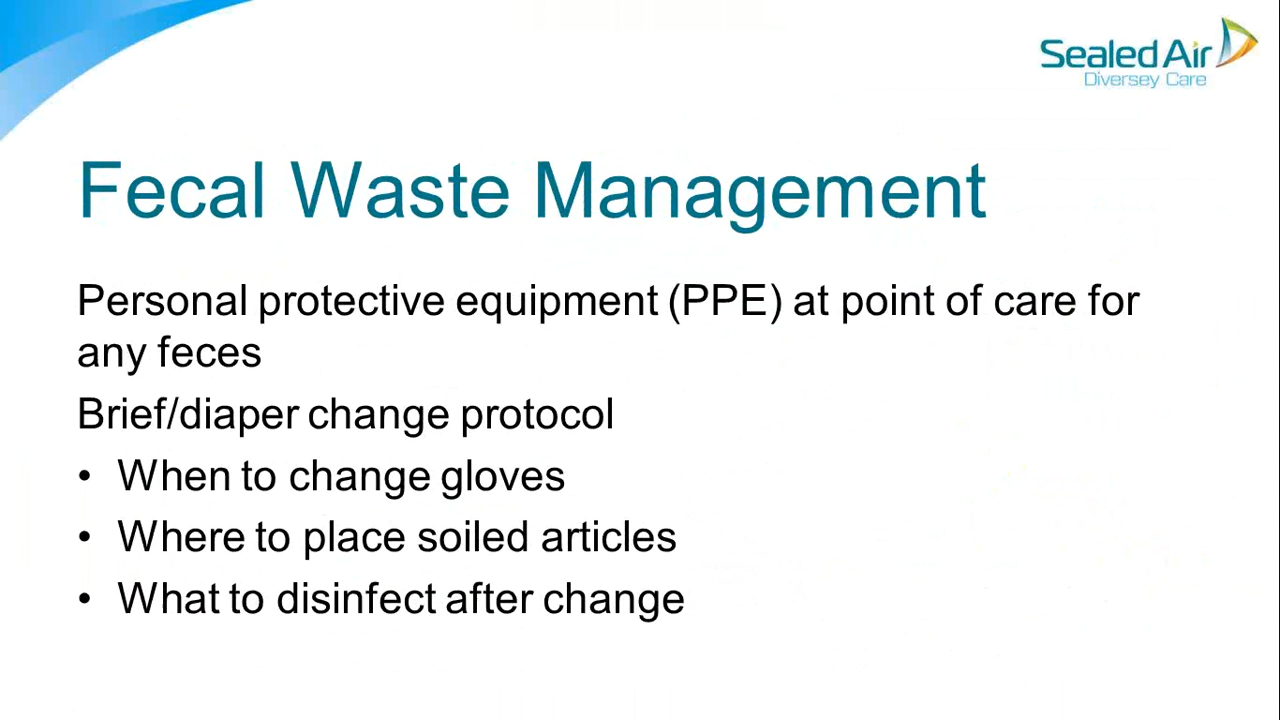 Sealed Air
Diversey Care
Fecal Waste Management
Personal protective equipment (PPE) at point of care for
any feces
Brief/diaper change protocol
• When to change gloves
• Where to place soiled articles
• What to disinfect after change